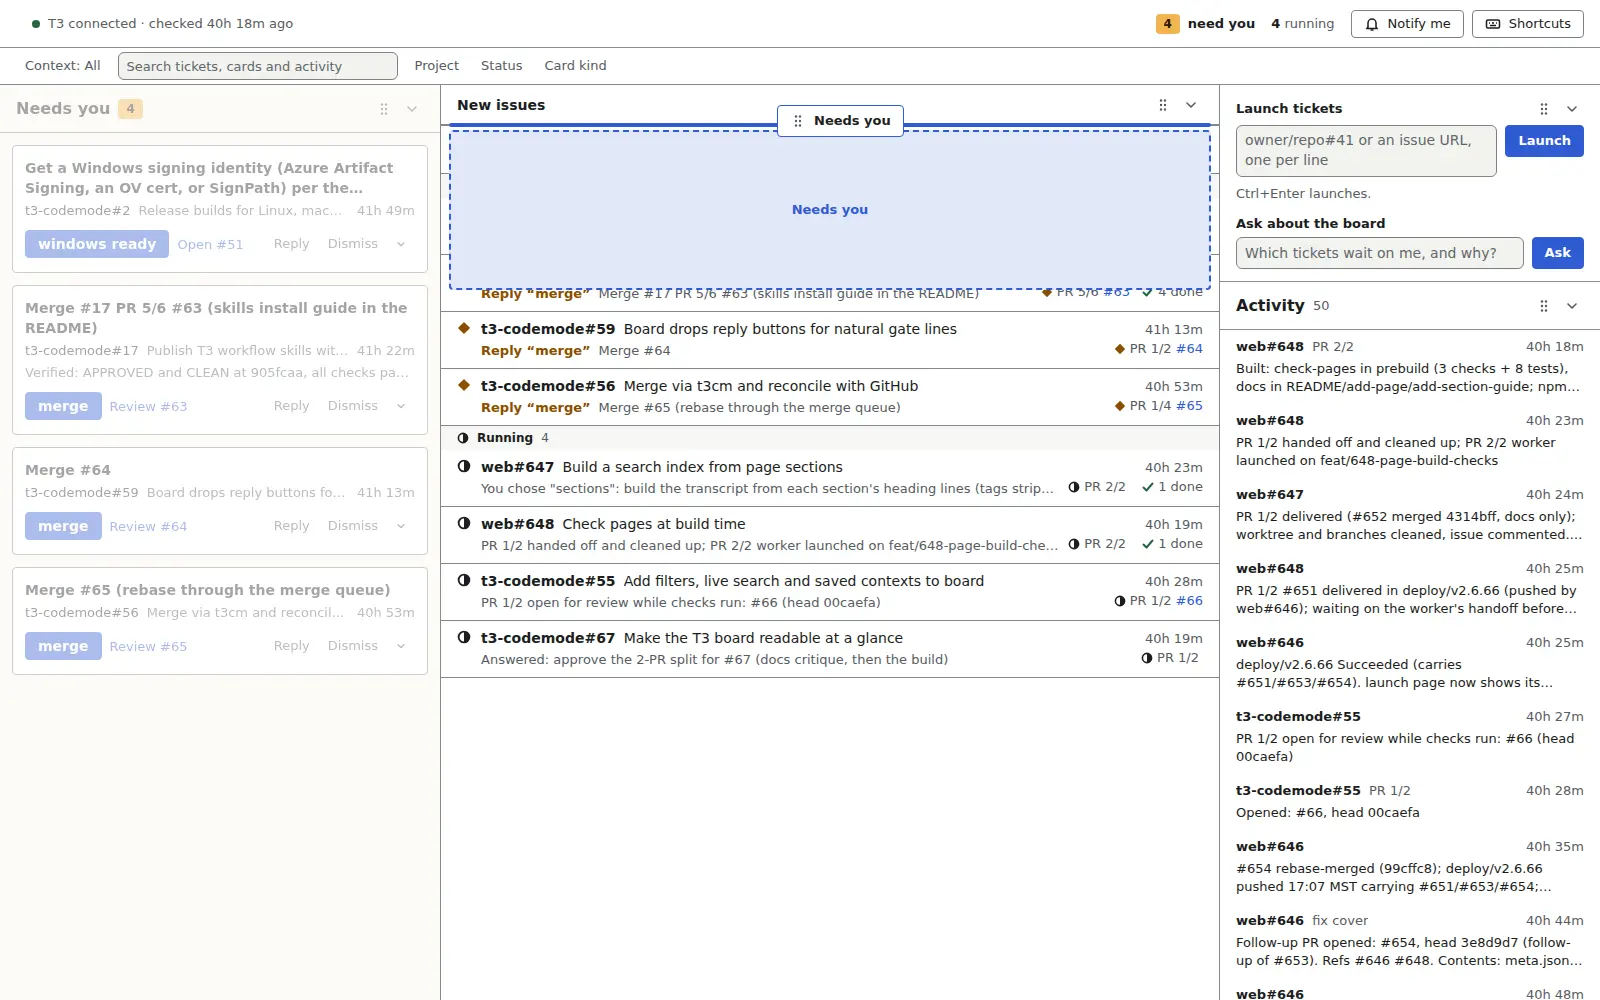 T3 connected · checked 40h 18m ago
4 need you 4 running Notify me Shortcuts
Context: All Search tickets, cards and activity Project Status Card kind
Needs you 4
Get a Windows signing identity (Azure Artifact
Signing, an OV cert, or SignPath) per the…
t3-codemode#2 Release builds for Linux, mac… 41h 49m
windows ready Open #51 Reply Dismiss
Merge #17 PR 5/6 #63 (skills install guide in the
README)
t3-codemode#17 Publish T3 workflow skills wit… 41h 22m
Verified: APPROVED and CLEAN at 905fcaa, all checks pa…
merge Review #63 Reply Dismiss
Merge #64
t3-codemode#59 Board drops reply buttons fo… 41h 13m
merge Review #64 Reply Dismiss
Merge #65 (rebase through the merge queue)
t3-codemode#56 Merge via t3cm and reconcil… 40h 53m
merge Review #65 Reply Dismiss
New issues
Needs you
Needs you
Reply “merge” Merge #17 PR 5/6 #63 (skills install guide in the README) PR 5/6 #63 4 done
t3-codemode#59 Board drops reply buttons for natural gate lines 41h 13m
Reply “merge” Merge #64 PR 1/2 #64
t3-codemode#56 Merge via t3cm and reconcile with GitHub 40h 53m
Reply “merge” Merge #65 (rebase through the merge queue) PR 1/4 #65
Running 4
web#647 Build a search index from page sections 40h 23m
You chose "sections": build the transcript from each section's heading lines (tags strip… PR 2/2 1 done
web#648 Check pages at build time 40h 19m
PR 1/2 handed off and cleaned up; PR 2/2 worker launched on feat/648-page-build-che… PR 2/2 1 done
t3-codemode#55 Add filters, live search and saved contexts to board 40h 28m
PR 1/2 open for review while checks run: #66 (head 00caefa) PR 1/2 #66
t3-codemode#67 Make the T3 board readable at a glance 40h 19m
Answered: approve the 2-PR split for #67 (docs critique, then the build) PR 1/2
Launch tickets
owner/repo#41 or an issue URL,
one per line
Launch
Ctrl+Enter launches.
Ask about the board
Which tickets wait on me, and why? Ask
Activity 50
web#648 PR 2/2 40h 18m
Built: check-pages in prebuild (3 checks + 8 tests),
docs in README/add-page/add-section-guide; npm…
web#648 40h 23m
PR 1/2 handed off and cleaned up; PR 2/2 worker
launched on feat/648-page-build-checks
web#647 40h 24m
PR 1/2 delivered (#652 merged 4314bff, docs only);
worktree and branches cleaned, issue commented.…
web#648 40h 25m
PR 1/2 #651 delivered in deploy/v2.6.66 (pushed by
web#646); waiting on the worker's handoff before…
web#646 40h 25m
deploy/v2.6.66 Succeeded (carries
#651/#653/#654). launch page now shows its…
t3-codemode#55 40h 27m
PR 1/2 open for review while checks run: #66 (head
00caefa)
t3-codemode#55 PR 1/2 40h 28m
Opened: #66, head 00caefa
web#646 40h 35m
#654 rebase-merged (99cffc8); deploy/v2.6.66
pushed 17:07 MST carrying #651/#653/#654;…
web#646 fix cover 40h 44m
Follow-up PR opened: #654, head 3e8d9d7 (follow-
up of #653). Refs #646 #648. Contents: meta.json…
web#646 40h 48m